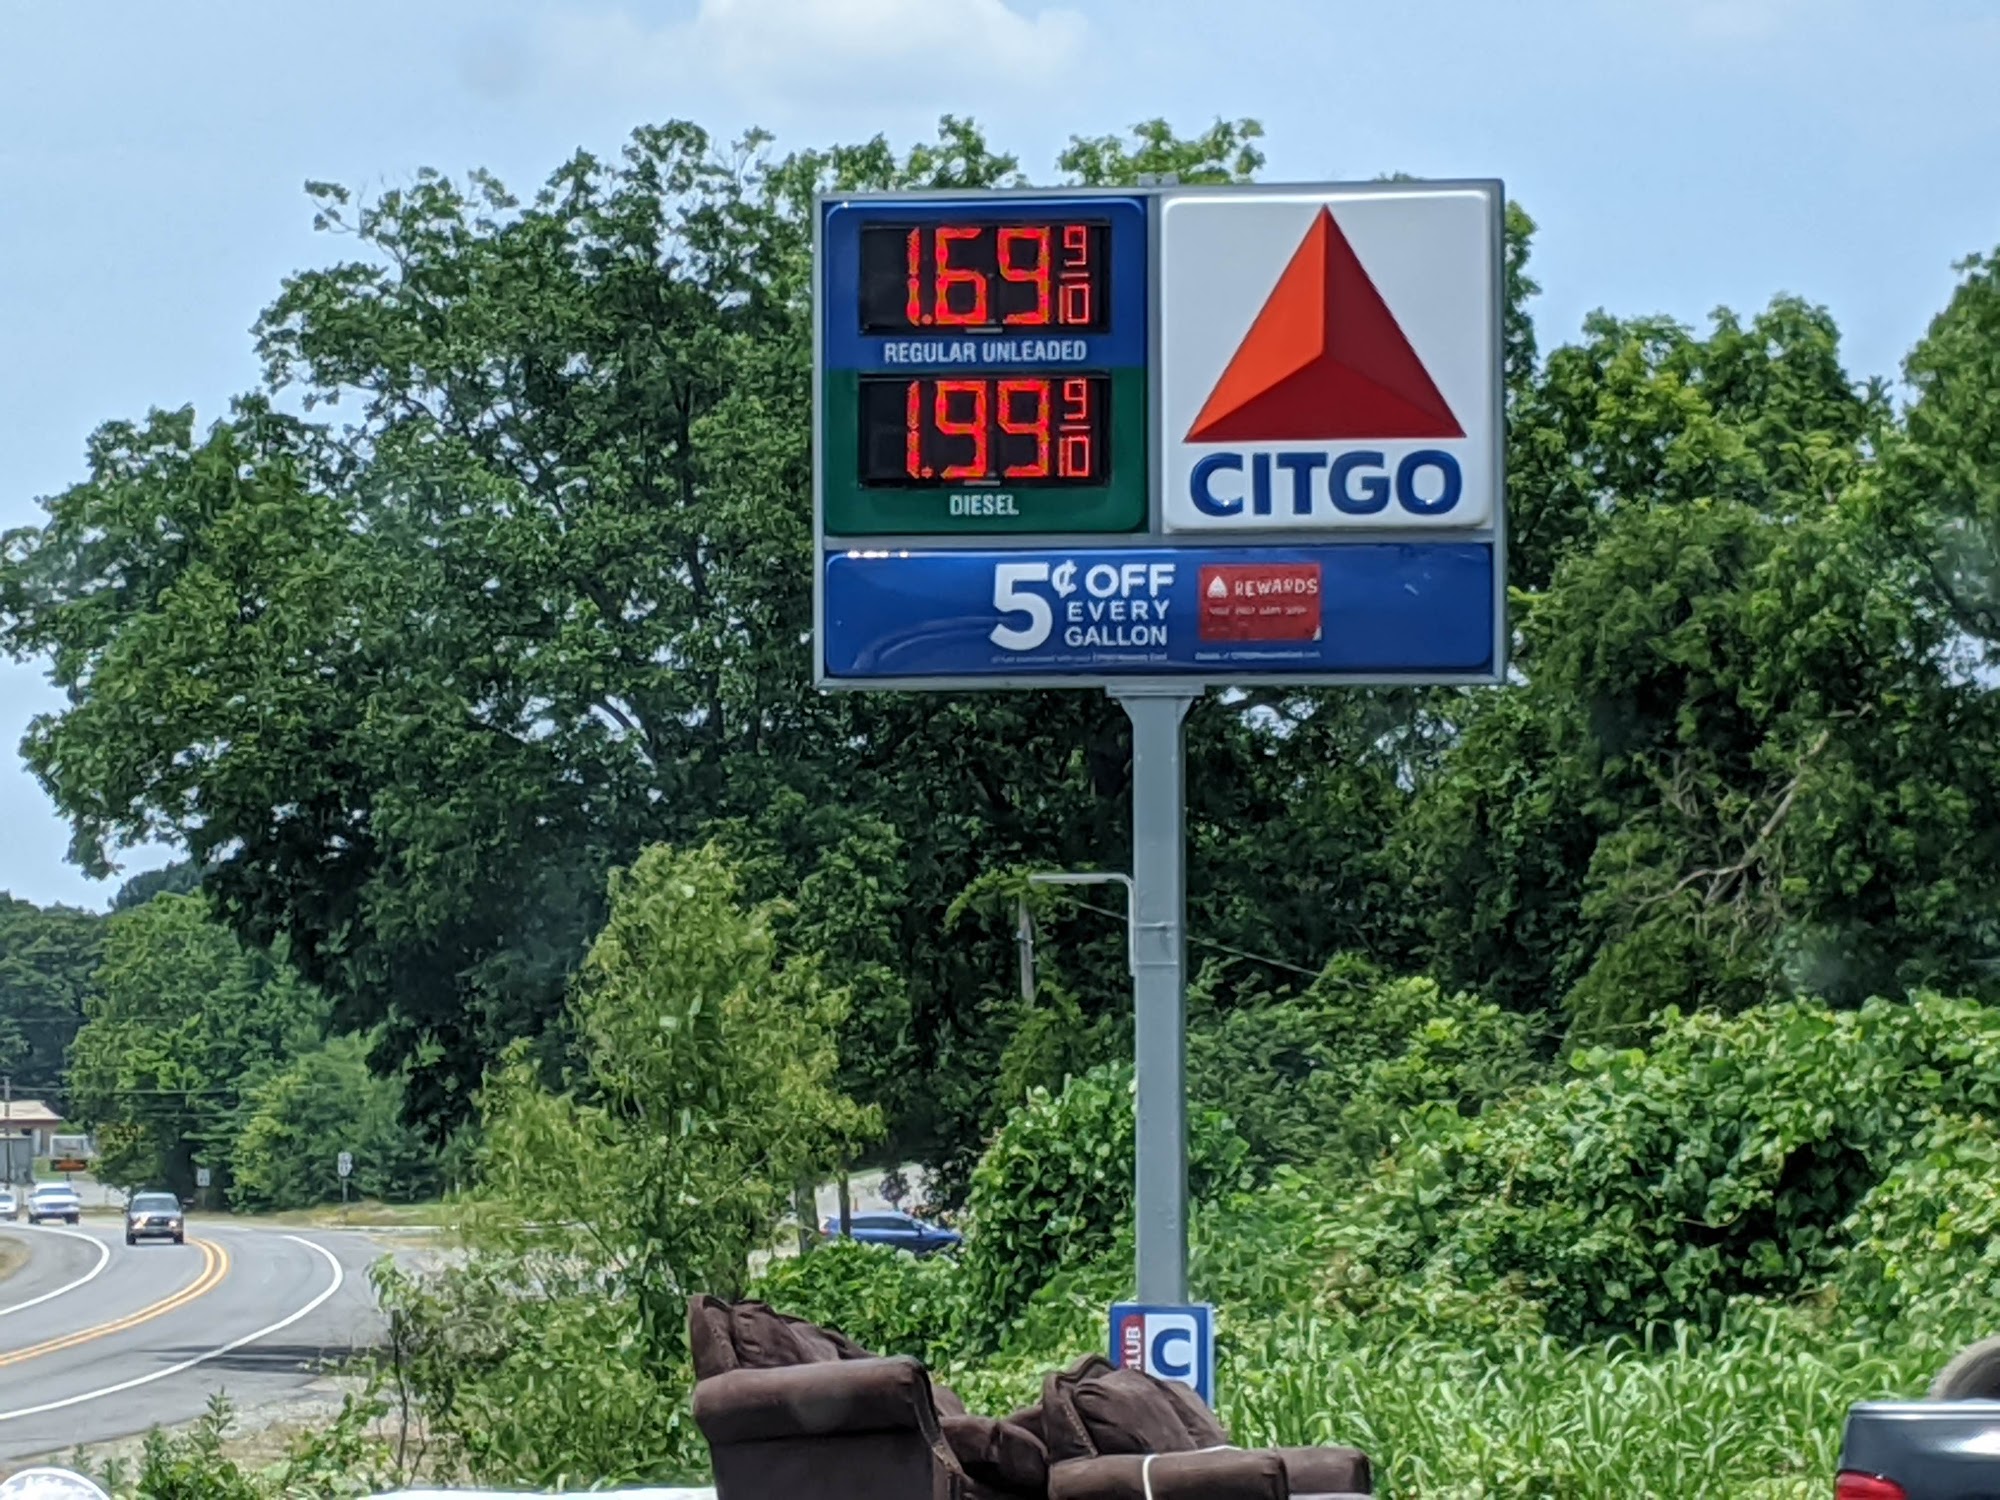 1.69 9/10
REGULAR UNLEADED
1.99 9/10
DIESEL
CITGO
5¢ OFF
EVERY
GALLON
REWARDS
CLUB
C